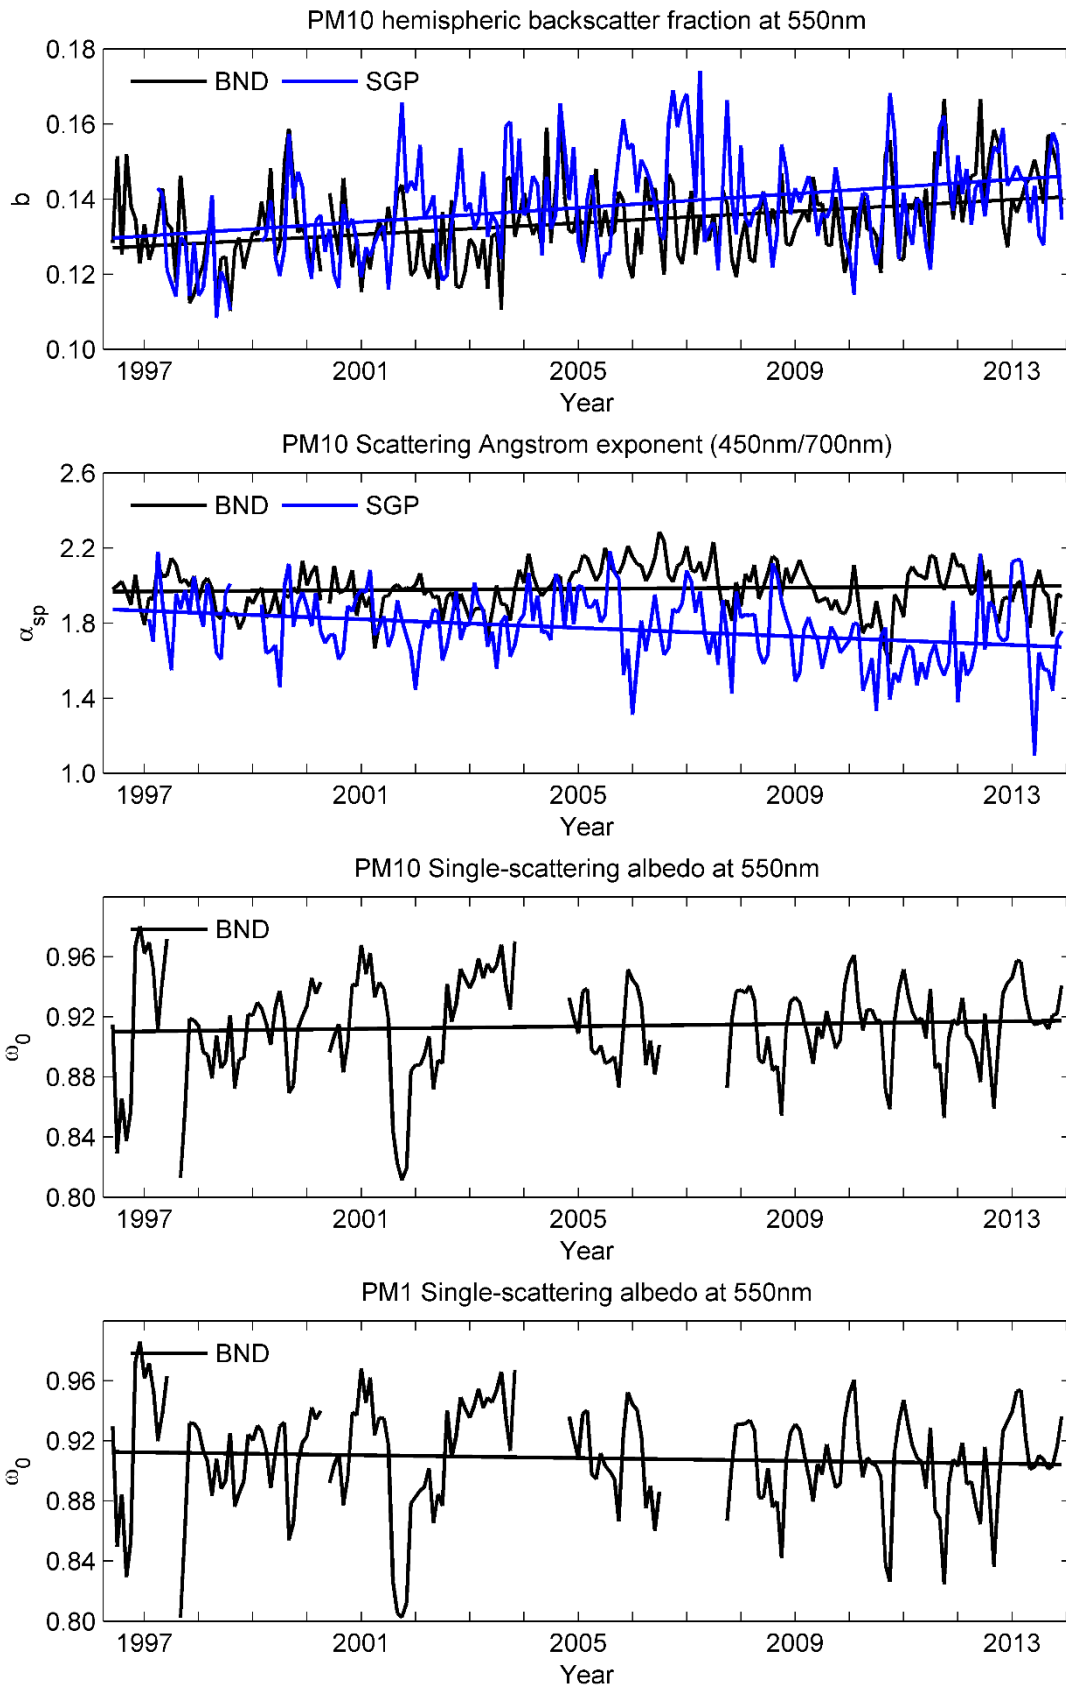 PM10 hemispheric backscatter fraction at 550nm
0.18
BND SGP
0.16
b
0.14
0.12
0.10
1997 2001 2005 2009 2013
Year
PM10 Scattering Angstrom exponent (450nm/700nm)
2.6
BND SGP
2.2
αsp
1.8
1.4
1.0
1997 2001 2005 2009 2013
Year
PM10 Single-scattering albedo at 550nm
BND
0.96
0.92
ω0
0.88
0.84
0.80
1997 2001 2005 2009 2013
Year
PM1 Single-scattering albedo at 550nm
BND
0.96
0.92
ω0
0.88
0.84
0.80
1997 2001 2005 2009 2013
Year